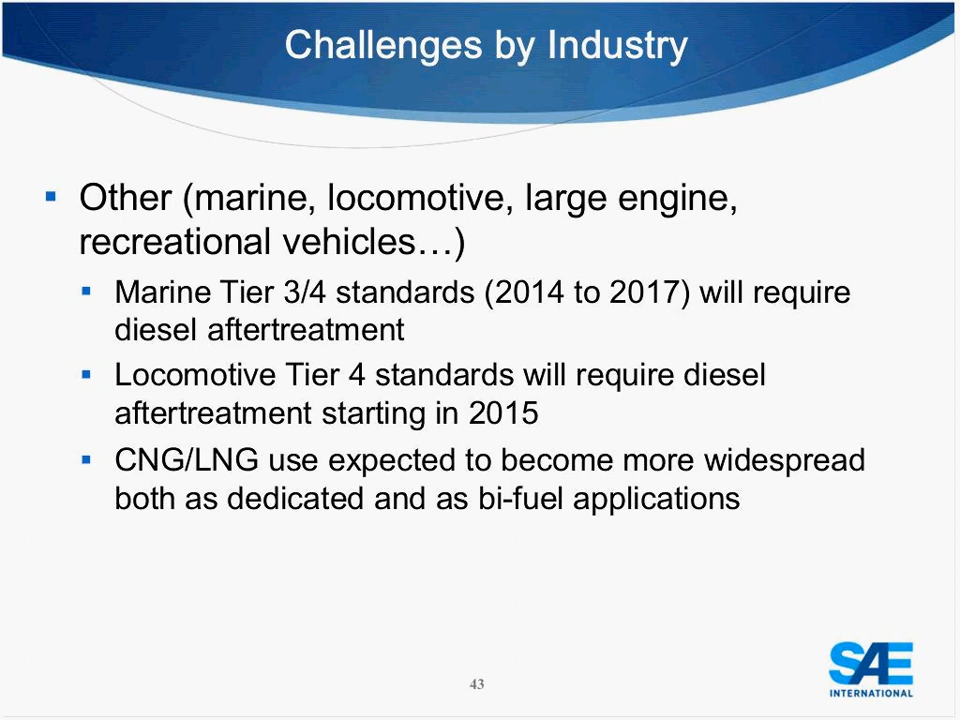 Challenges by Industry
▪ Other (marine, locomotive, large engine,
recreational vehicles…)
▪ Marine Tier 3/4 standards (2014 to 2017) will require
diesel aftertreatment
▪ Locomotive Tier 4 standards will require diesel
aftertreatment starting in 2015
▪ CNG/LNG use expected to become more widespread
both as dedicated and as bi-fuel applications
43
SAE
INTERNATIONAL